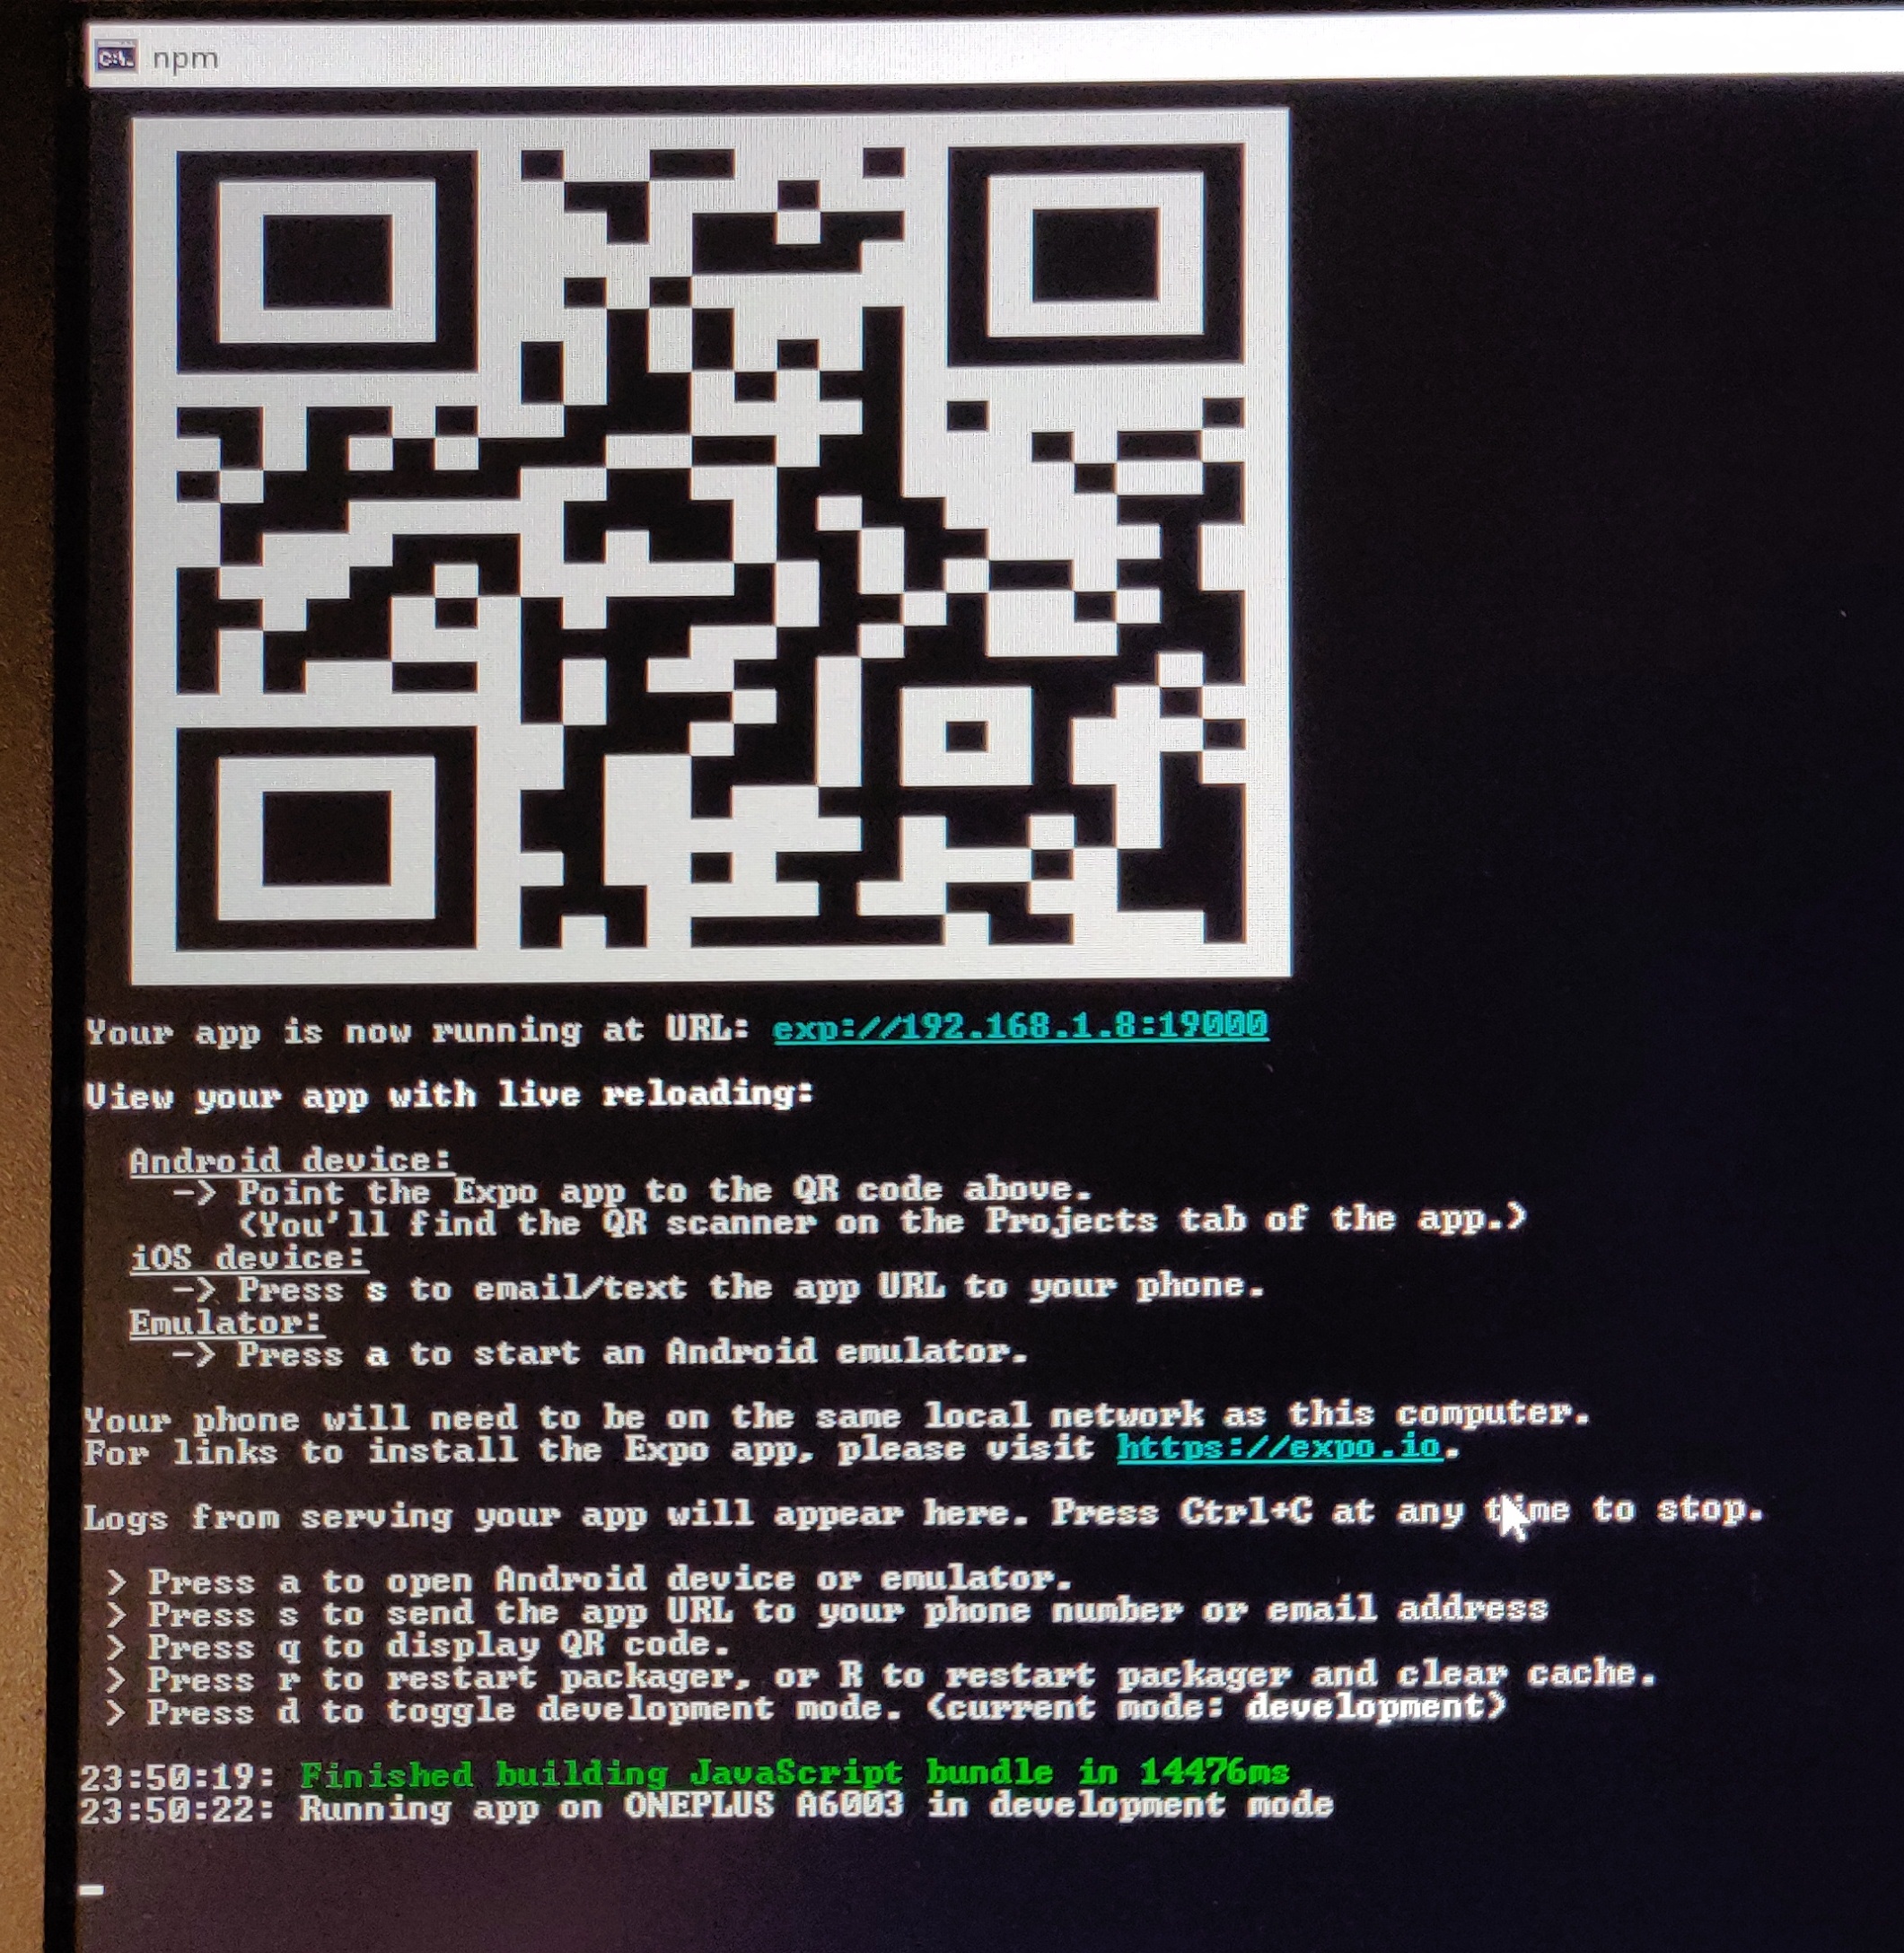 C:\.
npm
Your app is now running at URL: exp://192.168.1.8:19000
View your app with live reloading:
Android device:
-> Point the Expo app to the QR code above.
(You'll find the QR scanner on the Projects tab of the app.)
iOS device:
-> Press s to email/text the app URL to your phone.
Emulator:
-> Press a to start an Android emulator.
Your phone will need to be on the same local network as this computer.
For links to install the Expo app, please visit https://expo.io.
Logs from serving your app will appear here. Press Ctrl+C at any time to stop.
> Press a to open Android device or emulator.
> Press s to send the app URL to your phone number or email address
> Press q to display QR code.
> Press r to restart packager, or R to restart packager and clear cache.
> Press d to toggle development mode. (current mode: development)
23:50:19: Finished building JavaScript bundle in 14476ms
23:50:22: Running app on ONEPLUS A6003 in development mode